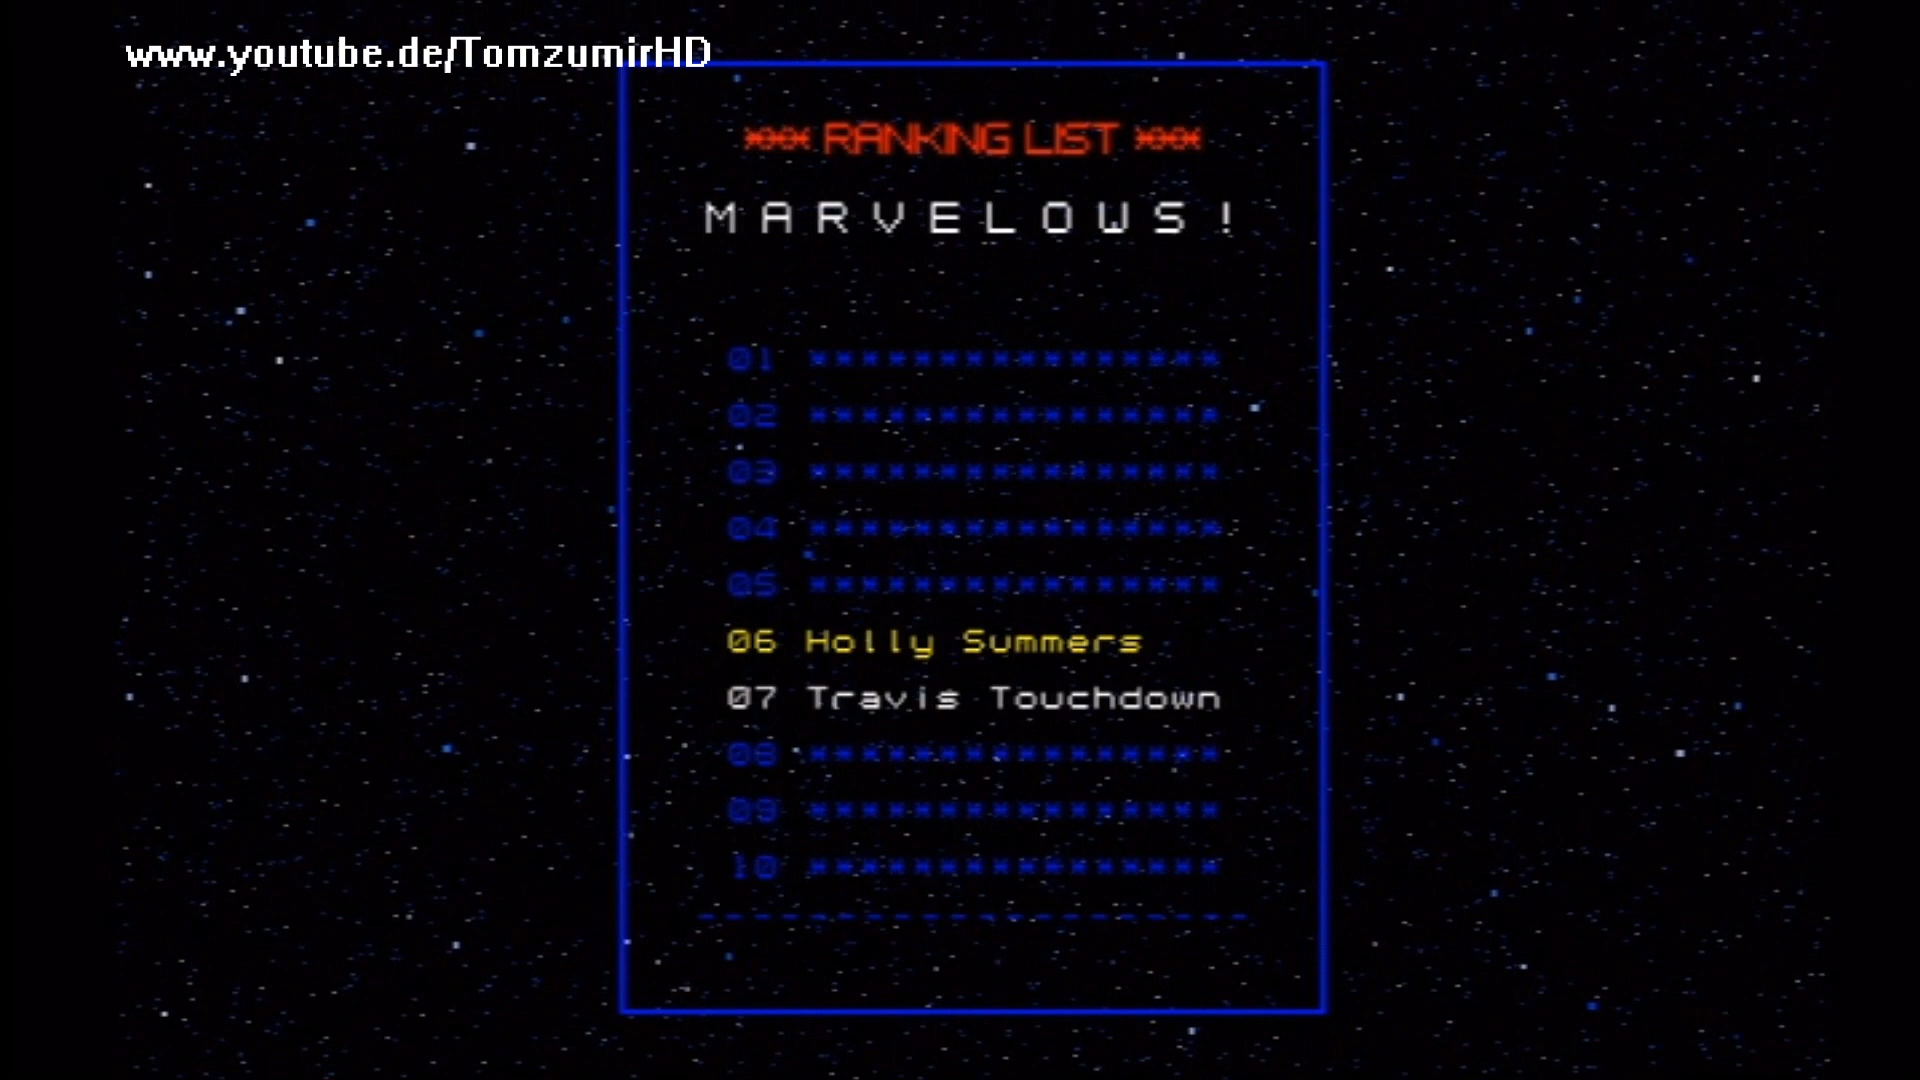 www.youtube.de/TomzumirHD
*** RANKING LIST ***
MARVELOWS!
01 ****************
02 ****************
03 ****************
04 ****************
05 ****************
06 Holly Summers
07 Travis Touchdown
08 ****************
09 ****************
10 ****************
--------------------